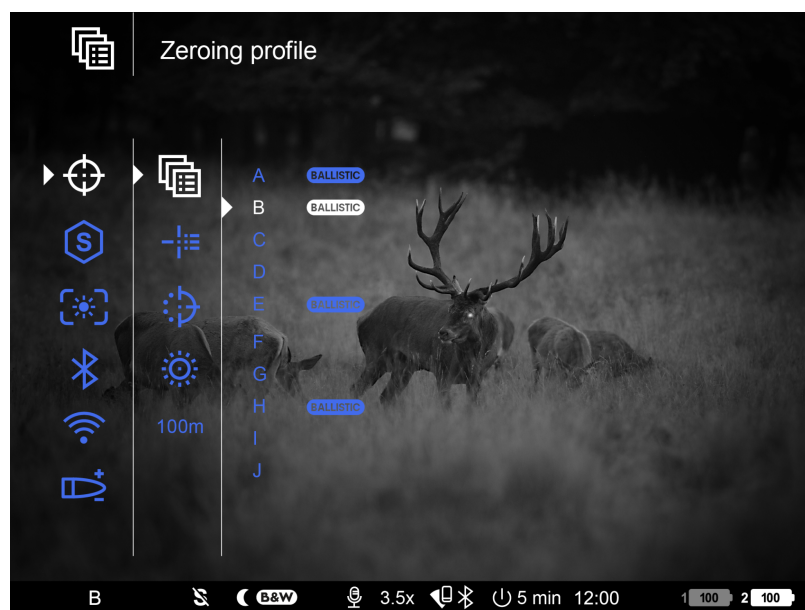 Zeroing profile
A BALLISTIC
B BALLISTIC
S C
D
E BALLISTIC
F
G
H BALLISTIC
100m
I
J
B S B&W 3.5x 5 min 12:00 1 100 2 100